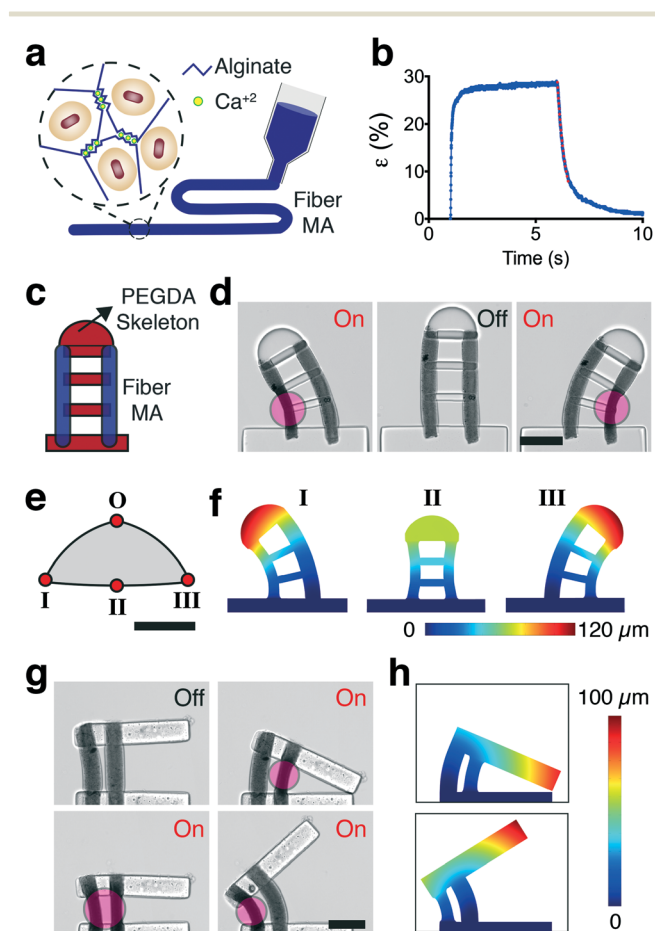 a
Alginate
Ca+2
Fiber
MA
b
ε (%)
30
20
10
0
0
5
10
Time (s)
c
PEGDA
Skeleton
Fiber
MA
d
On
Off
On
e
O
I
II
III
f
I
II
III
0
120 μm
g
Off
On
On
On
h
100 μm
0